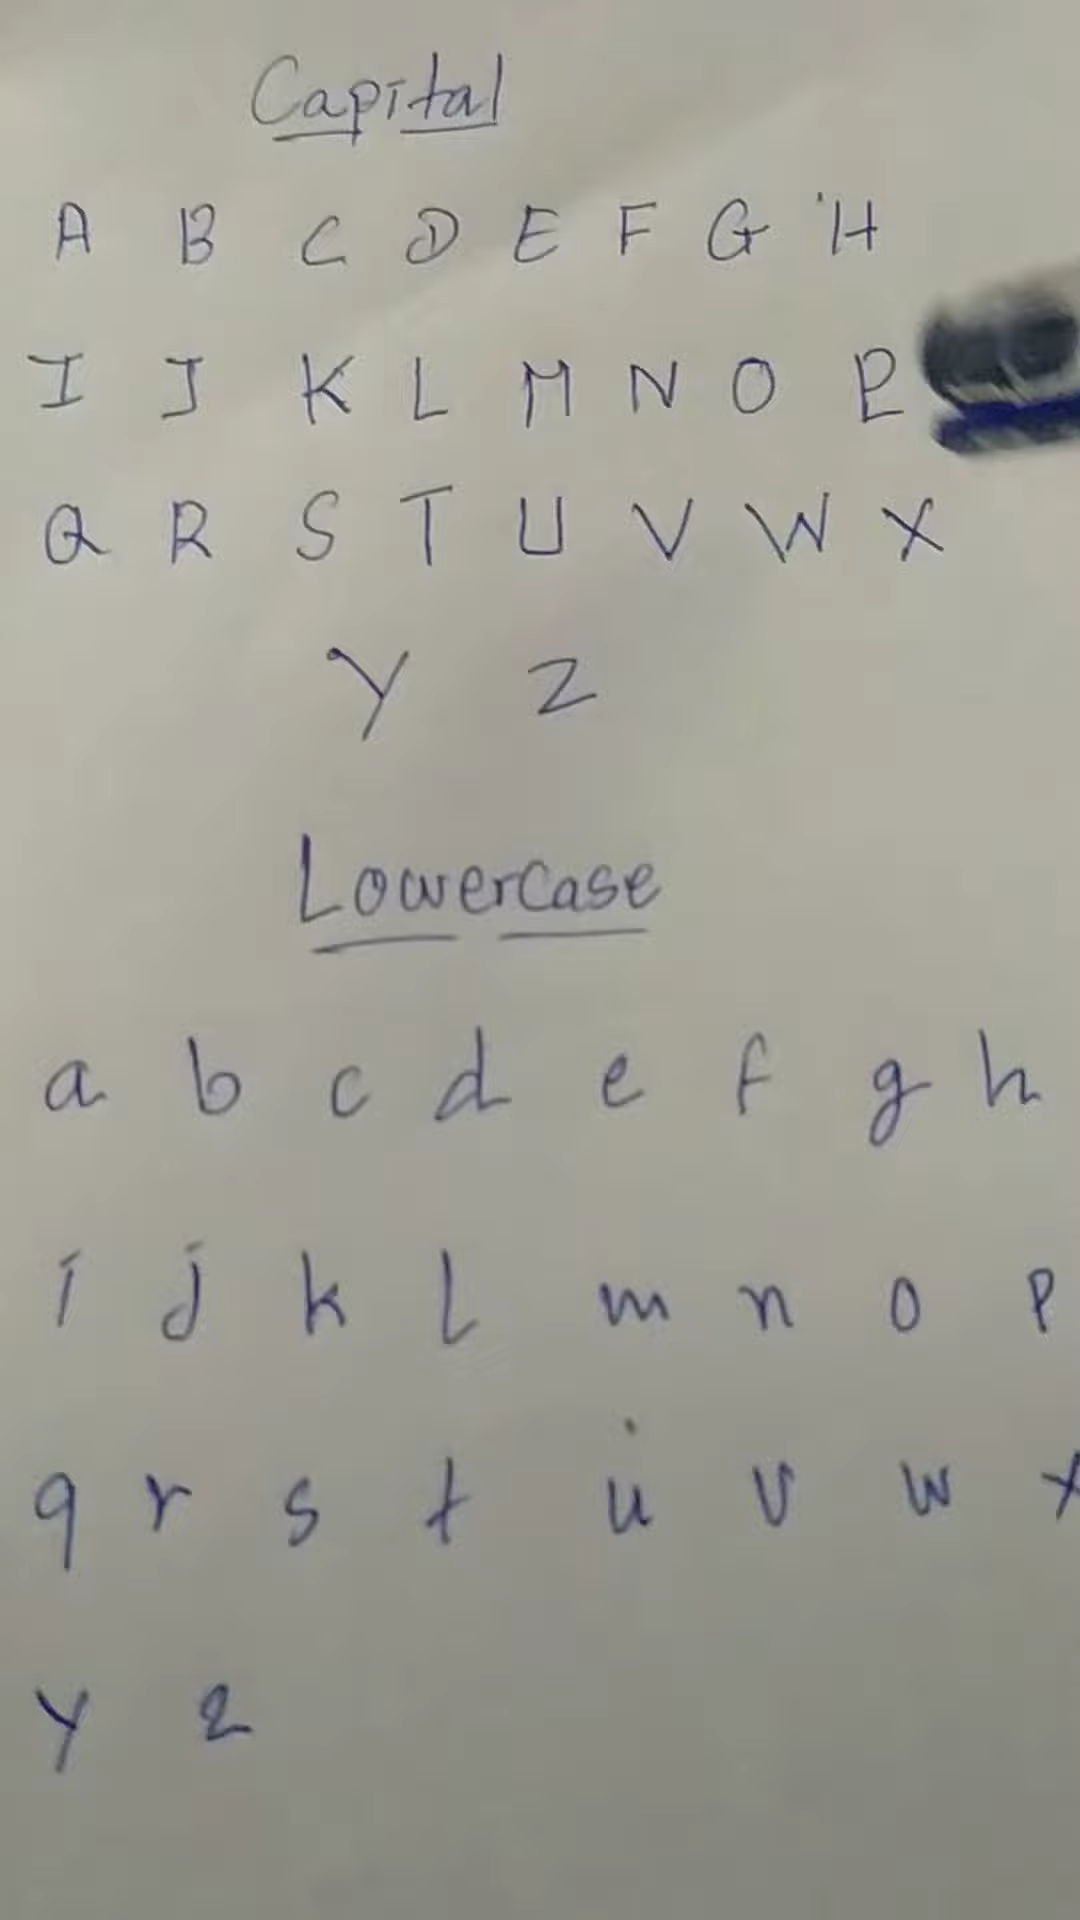 Capital
A B C D E F G H
I J K L M N O P
Q R S T U V W X
Y Z
Lowercase
a b c d e f g h
i j k l m n o p
q r s t u v w x
y z